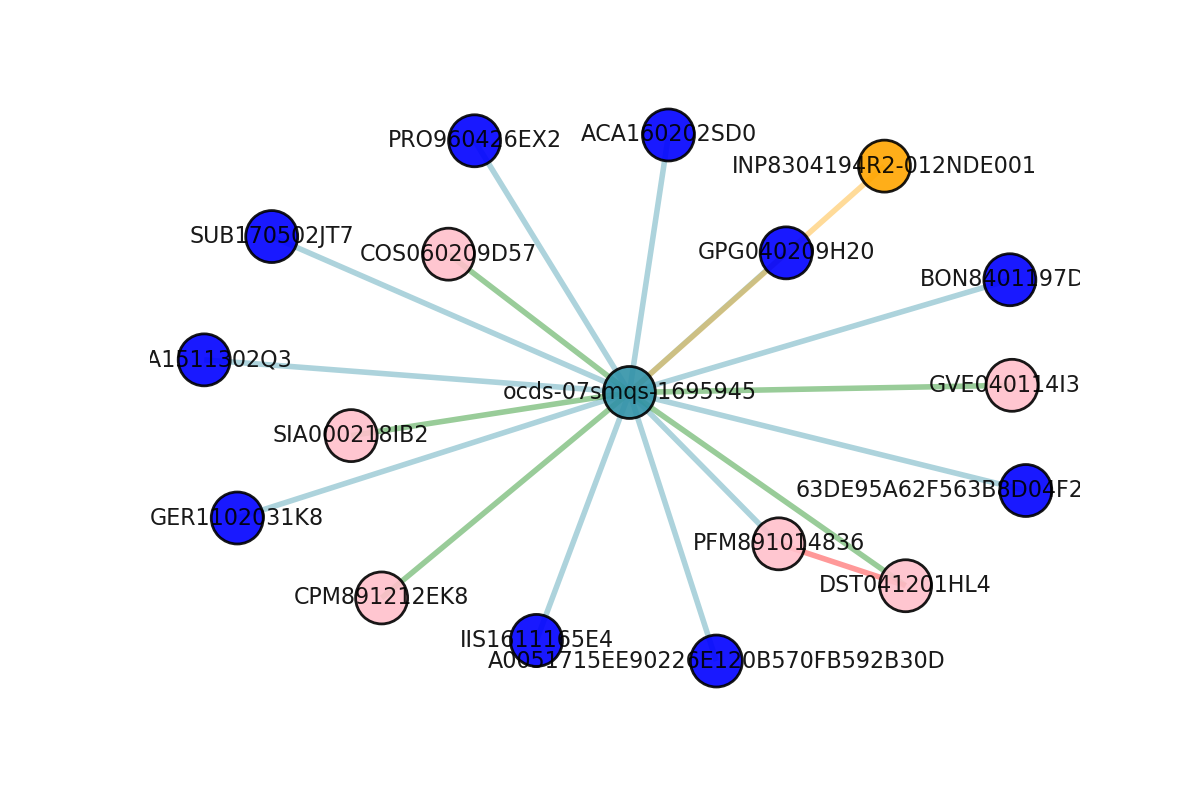 ACA160202SD0
PRO960426EX2
INP8304194R2-012NDE001
SUB170502JT7
COS060209D57
GPG040209H20
BON8401197D
A1511302Q3
GVE040114I3
ocds-07smqs-1695945
SIA000218IB2
63DE95A62F563B8D04F2
GER1102031K8
PFM891014836
DST041201HL4
CPM891212EK8
IIS1611165E4
A0051715EE90226E120B570FB592B30D